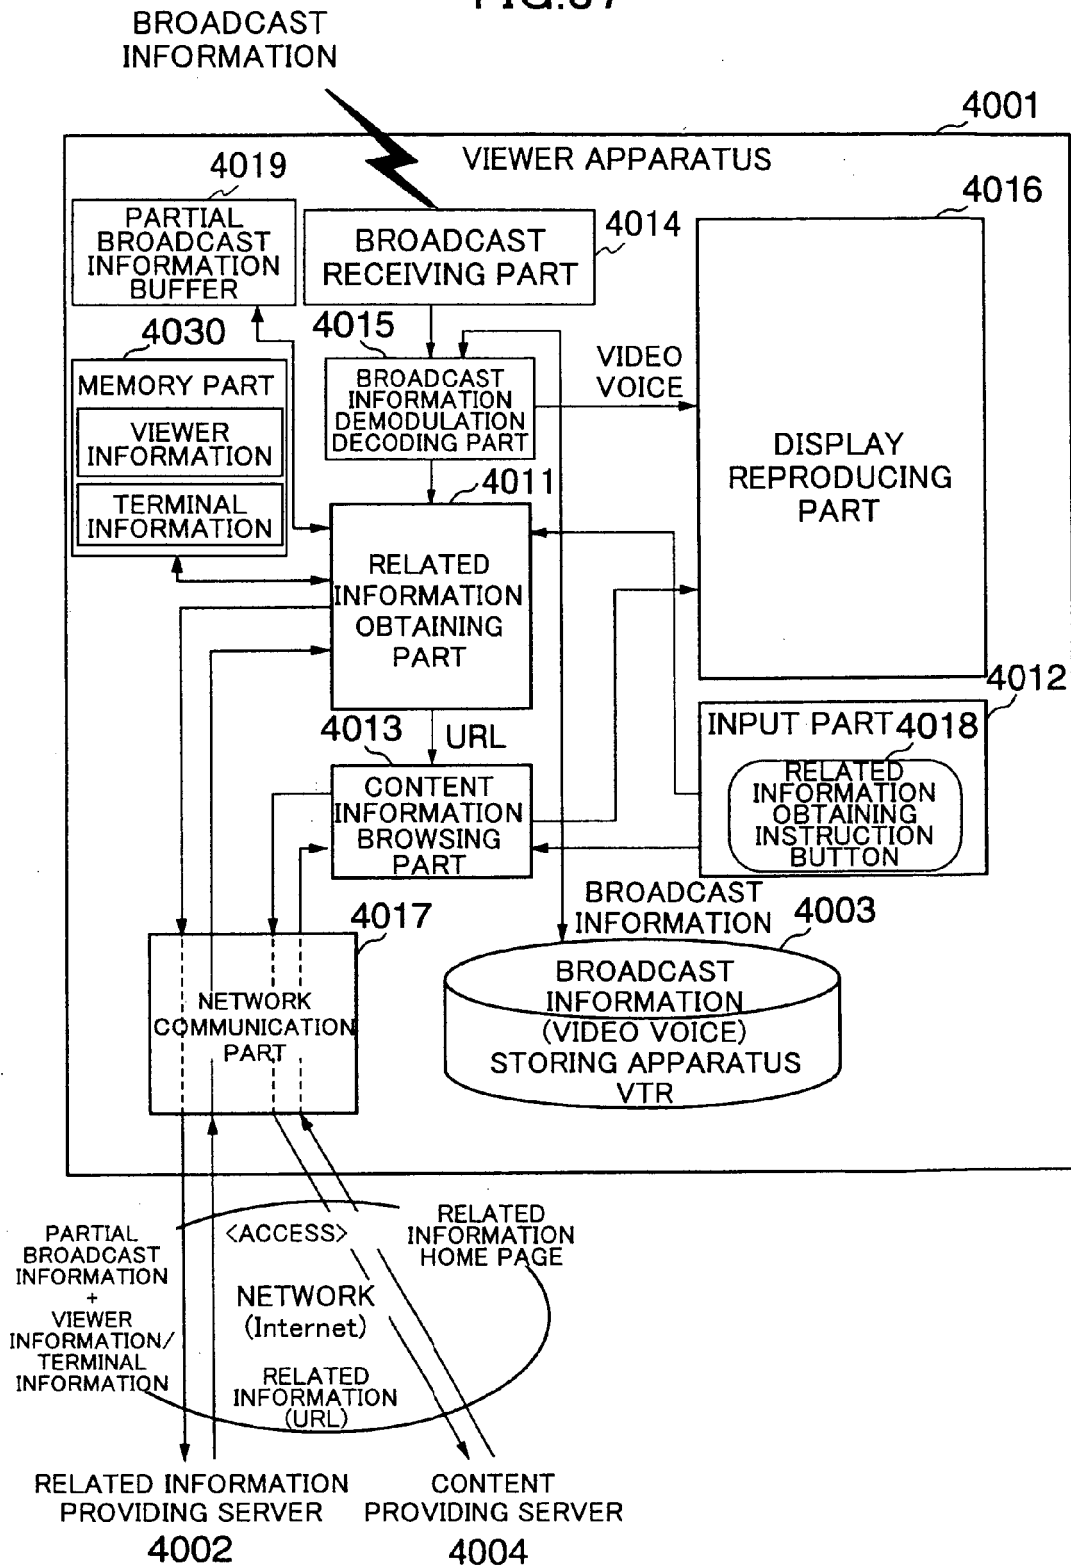 BROADCAST
INFORMATION
4001
VIEWER APPARATUS
4019
PARTIAL
BROADCAST
INFORMATION
BUFFER
BROADCAST
RECEIVING PART
4014
4016
4030
MEMORY PART
VIEWER
INFORMATION
TERMINAL
INFORMATION
4015
BROADCAST
INFORMATION
DEMODULATION
DECODING PART
VIDEO
VOICE
DISPLAY
REPRODUCING
PART
4011
RELATED
INFORMATION
OBTAINING
PART
4012
INPUT PART
4018
RELATED
INFORMATION
OBTAINING
INSTRUCTION
BUTTON
4013
URL
CONTENT
INFORMATION
BROWSING
PART
BROADCAST
INFORMATION
4003
BROADCAST
INFORMATION
(VIDEO VOICE)
STORING APPARATUS
VTR
4017
NETWORK
COMMUNICATION
PART
PARTIAL
BROADCAST
INFORMATION
+
VIEWER
INFORMATION/
TERMINAL
INFORMATION
<ACCESS>
RELATED
INFORMATION
HOME PAGE
NETWORK
(Internet)
RELATED
INFORMATION
(URL)
RELATED INFORMATION
PROVIDING SERVER
4002
CONTENT
PROVIDING SERVER
4004